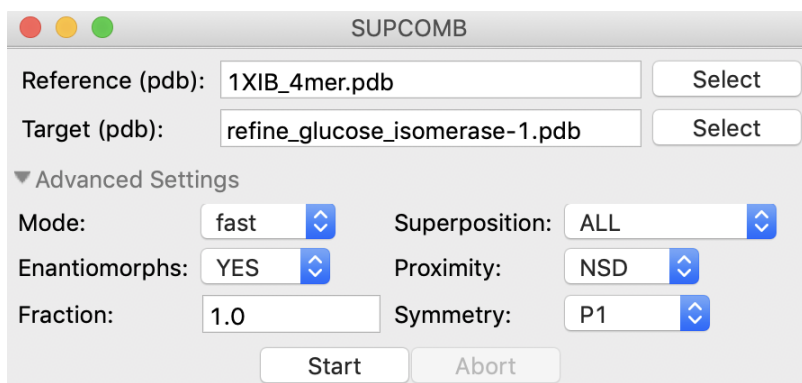 SUPCOMB
Reference (pdb): 1XIB_4mer.pdb Select
Target (pdb): refine_glucose_isomerase-1.pdb Select
Advanced Settings
Mode: fast Superposition: ALL
Enantiomorphs: YES Proximity: NSD
Fraction: 1.0 Symmetry: P1
Start Abort